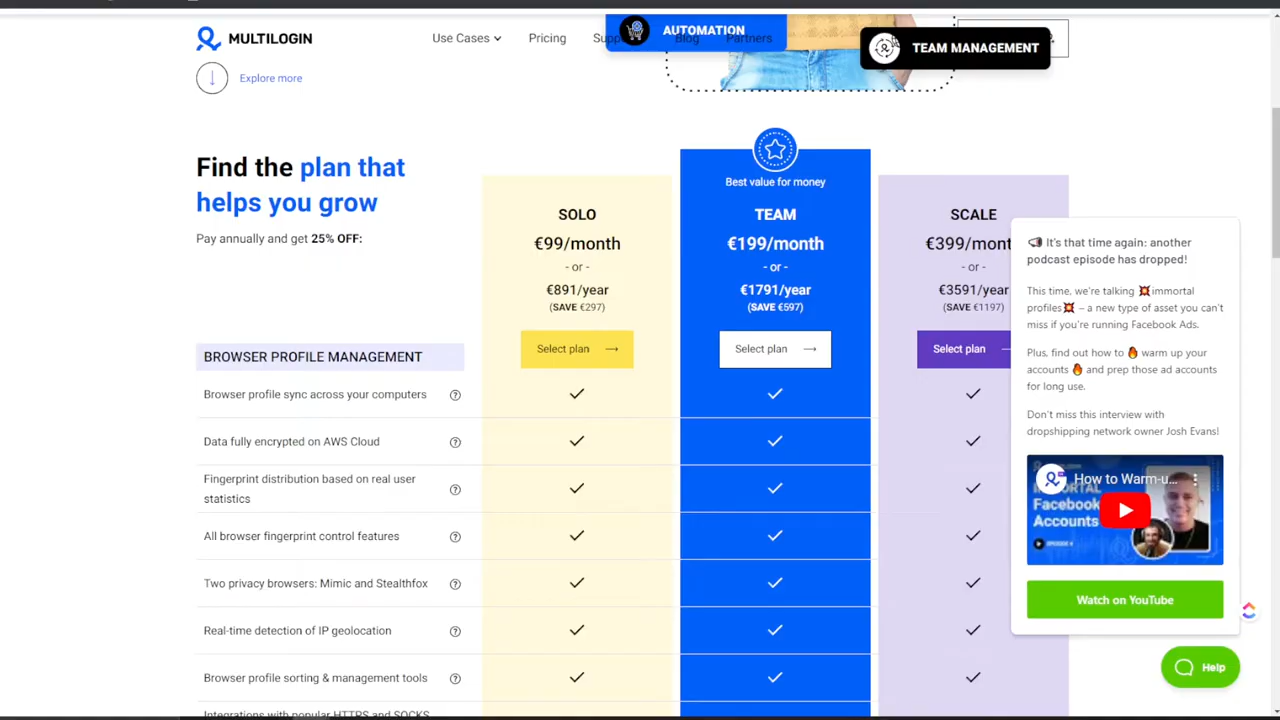 AUTOMATION
MULTILOGIN
Use Cases
Pricing
Blog
Partners
TEAM MANAGEMENT
Explore more
Find the plan that
helps you grow
Pay annually and get 25% OFF:
SOLO
€99/month
- or -
€891/year
(SAVE €297)
Select plan
Best value for money
TEAM
€199/month
- or -
€1791/year
(SAVE €597)
Select plan
SCALE
€399/mont
- or -
€3591/year
(SAVE €1197)
Select plan
BROWSER PROFILE MANAGEMENT
Browser profile sync across your computers
Data fully encrypted on AWS Cloud
Fingerprint distribution based on real user
statistics
All browser fingerprint control features
Two privacy browsers: Mimic and Stealthfox
Real-time detection of IP geolocation
Browser profile sorting & management tools
Integrations with popular HTTPS and SOCKS
It's that time again: another
podcast episode has dropped!
This time, we're talking immortal
profiles – a new type of asset you can't
miss if you're running Facebook Ads.
Plus, find out how to warm up your
accounts and prep those ad accounts
for long use.
Don't miss this interview with
dropshipping network owner Josh Evans!
How to Warm-u...
Facebook
Accounts
Watch on YouTube
Help